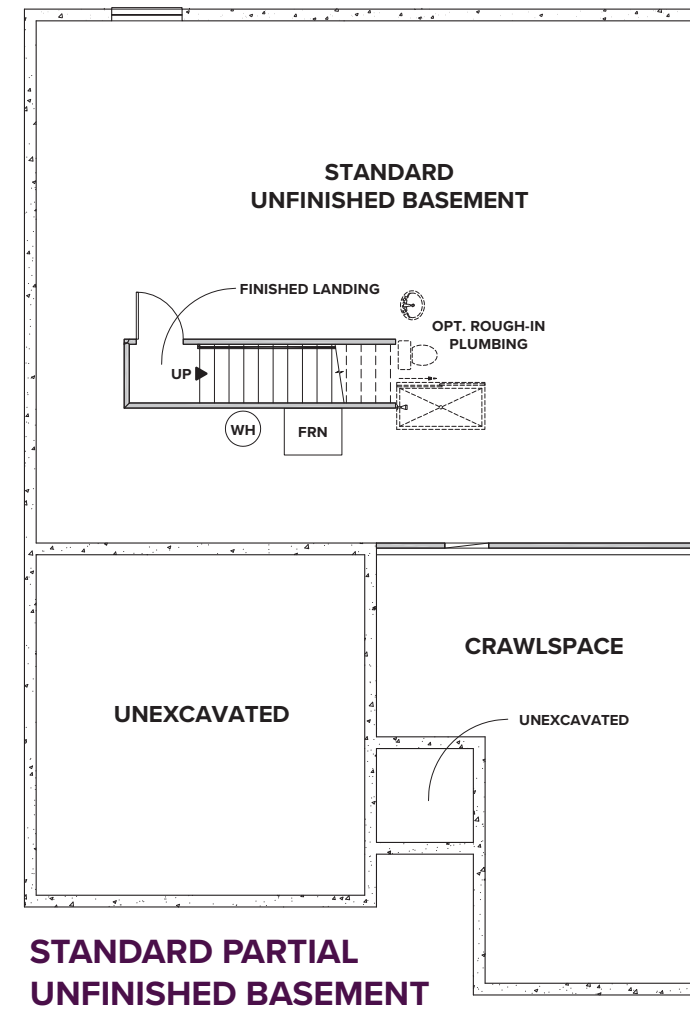 STANDARD
UNFINISHED BASEMENT
FINISHED LANDING
OPT. ROUGH-IN
PLUMBING
UP
WH
FRN
CRAWLSPACE
UNEXCAVATED
UNEXCAVATED
STANDARD PARTIAL
UNFINISHED BASEMENT